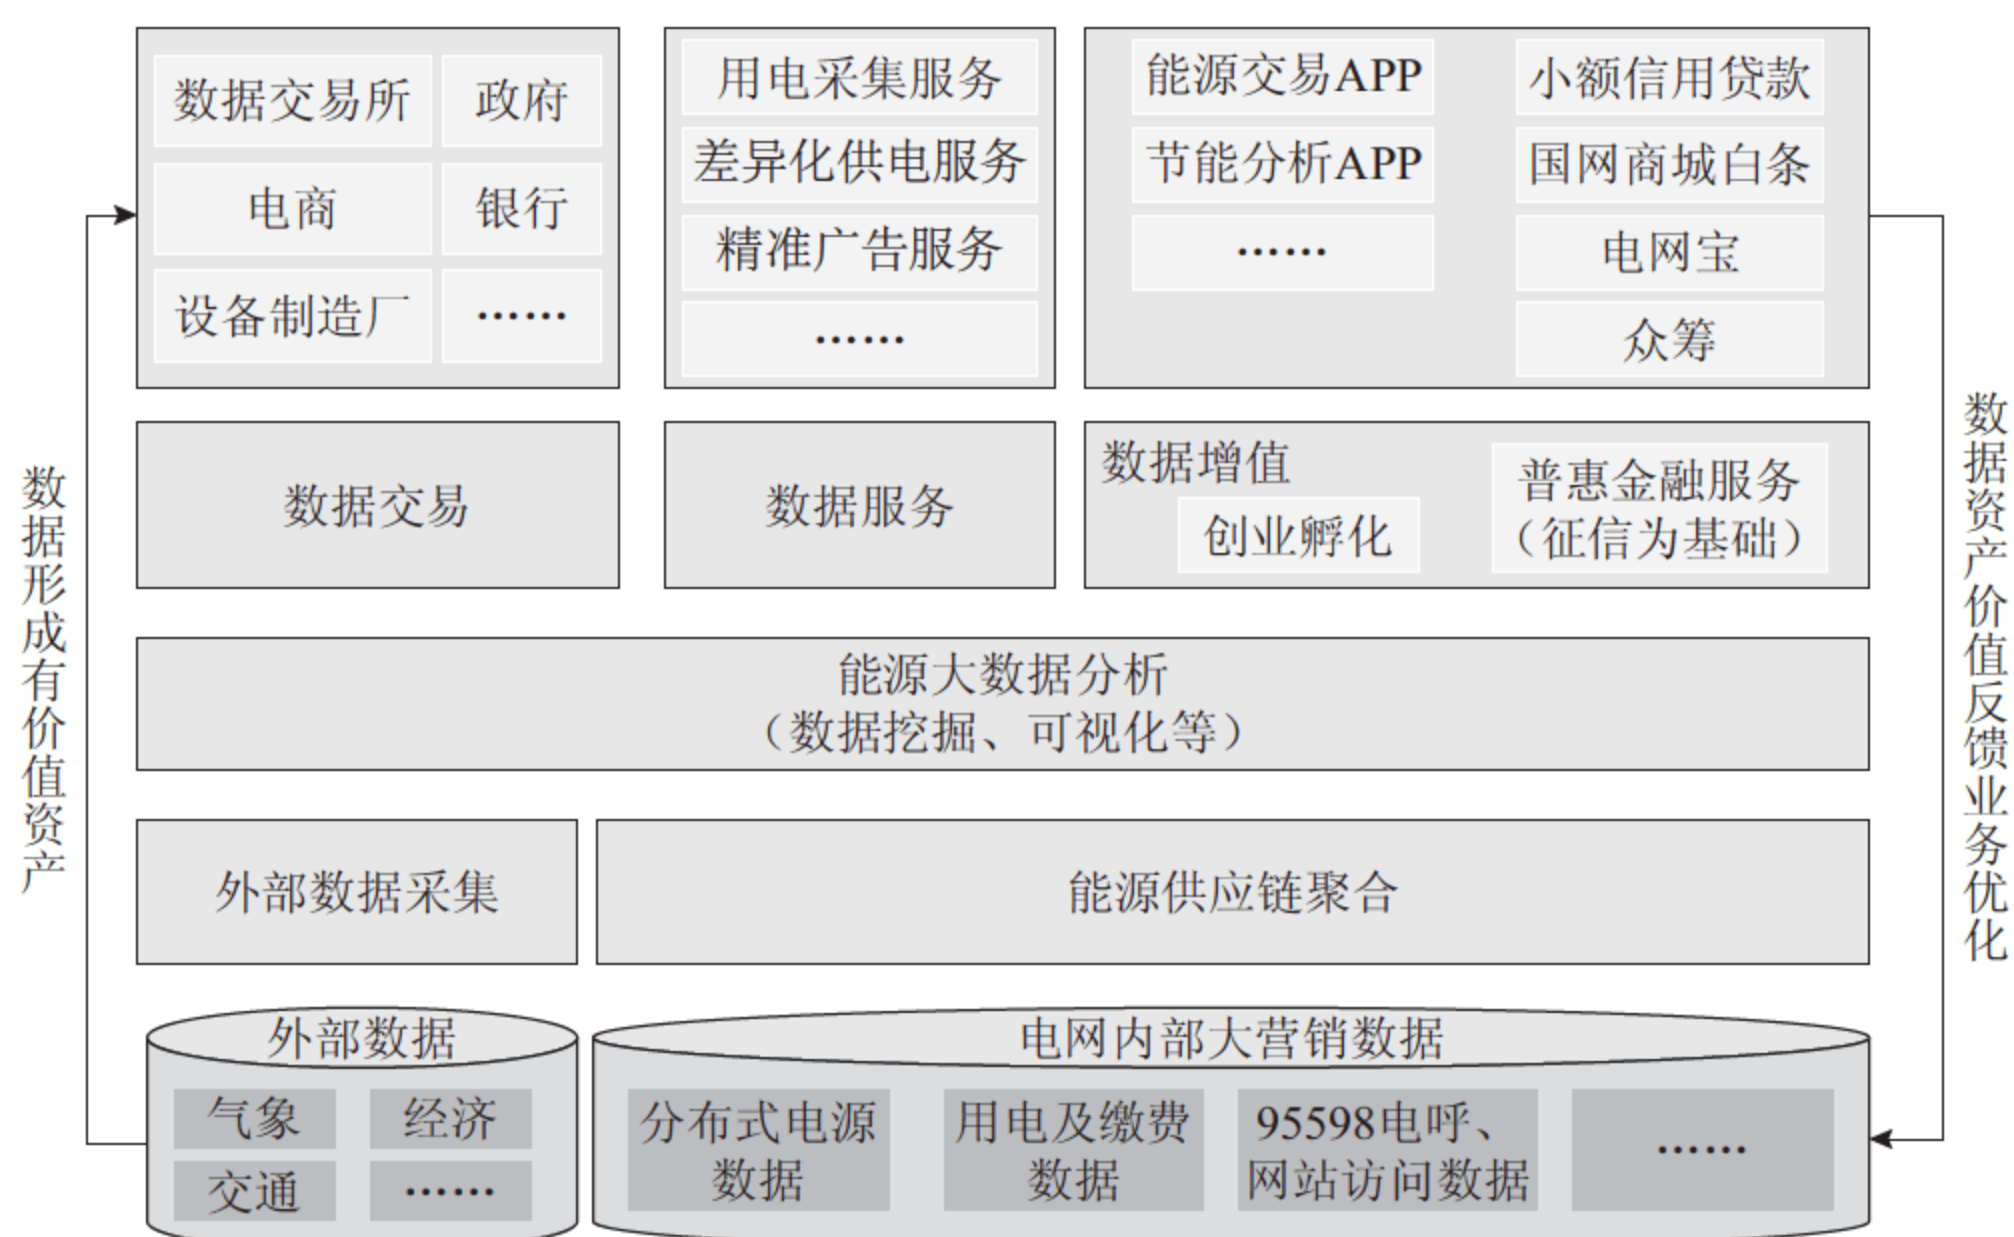 数据交易所
政府
电商
银行
设备制造厂
……
用电采集服务
差异化供电服务
精准广告服务
……
能源交易APP
小额信用贷款
节能分析APP
国网商城白条
……
电网宝
众筹
数据交易
数据服务
数据增值
创业孵化
普惠金融服务
（征信为基础）
能源大数据分析
（数据挖掘、可视化等）
外部数据采集
能源供应链聚合
外部数据
气象
经济
交通
……
电网内部大营销数据
分布式电源
数据
用电及缴费
数据
95598电呼、
网站访问数据
……
数据形成有价值资产
数据资产价值反馈业务优化